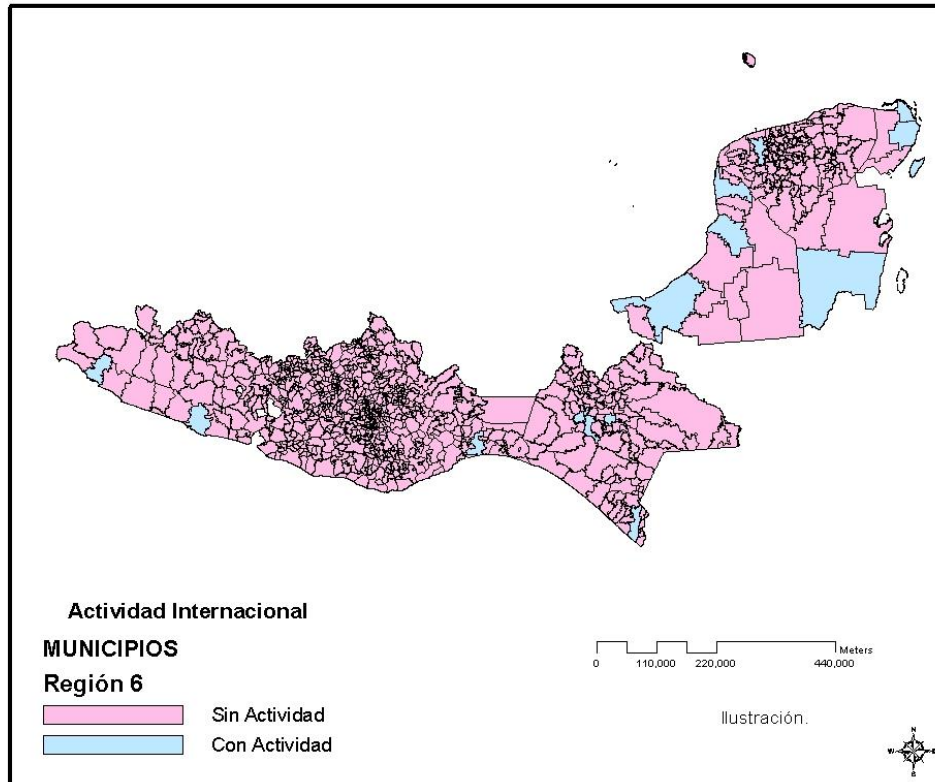 Actividad Internacional
MUNICIPIOS
Región 6
Sin Actividad
Con Actividad
Meters
0 110,000 220,000 440,000
Ilustración.
N
W E
S